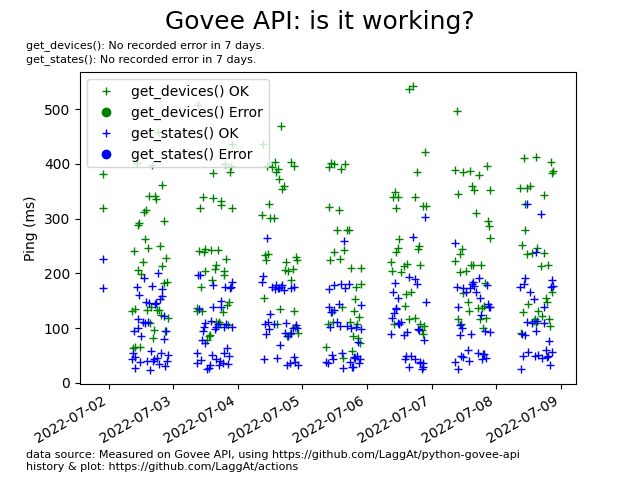 Govee API: is it working?
get_devices(): No recorded error in 7 days.
get_states(): No recorded error in 7 days.
get_devices() OK
get_devices() Error
get_states() OK
get_states() Error
Ping (ms)
500
400
300
200
100
0
2022-07-02
2022-07-03
2022-07-04
2022-07-05
2022-07-06
2022-07-07
2022-07-08
2022-07-09
data source: Measured on Govee API, using https://github.com/LaggAt/python-govee-api
history & plot: https://github.com/LaggAt/actions